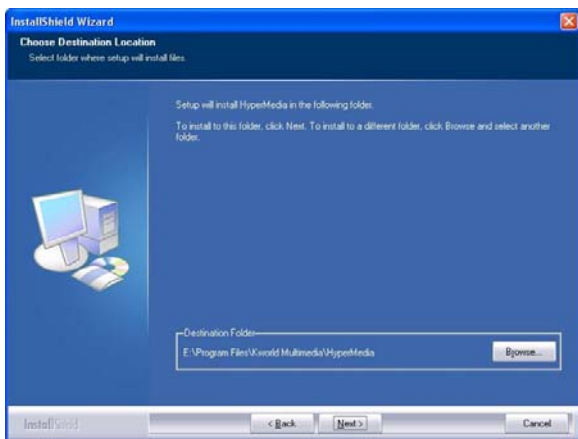 InstallShield Wizard
Choose Destination Location
Select folder where setup will install files.
Setup will install HyperMedia in the following folder.
To install to this folder, click Next. To install to a different folder, click Browse and select another
folder.
Destination Folder
E:\Program Files\Kworld Multimedia\HyperMedia
Browse...
InstallShield
< Back
Next >
Cancel